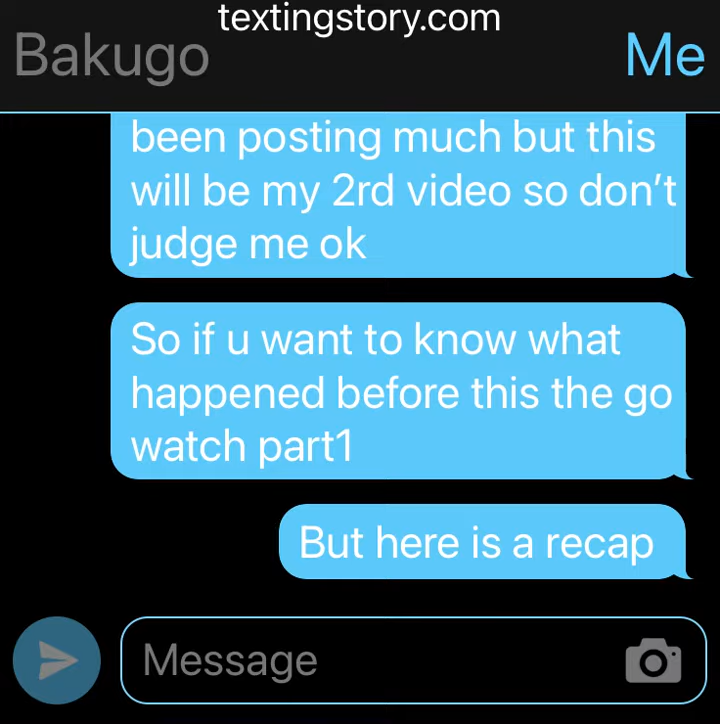 textingstory.com
Bakugo Me
been posting much but this
will be my 2rd video so don’t
judge me ok
So if u want to know what
happened before this the go
watch part1
But here is a recap
Message